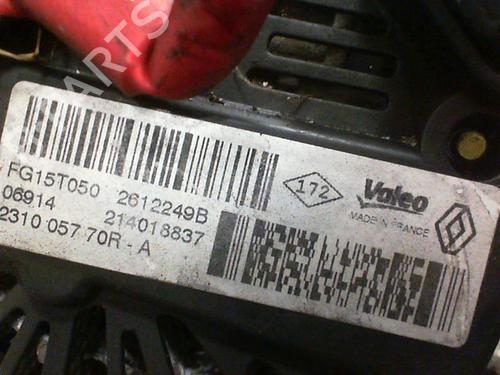 FG15T050 2612249B
06914 214018837
2310 057 70R - A
172
Valeo
MADE IN FRANCE